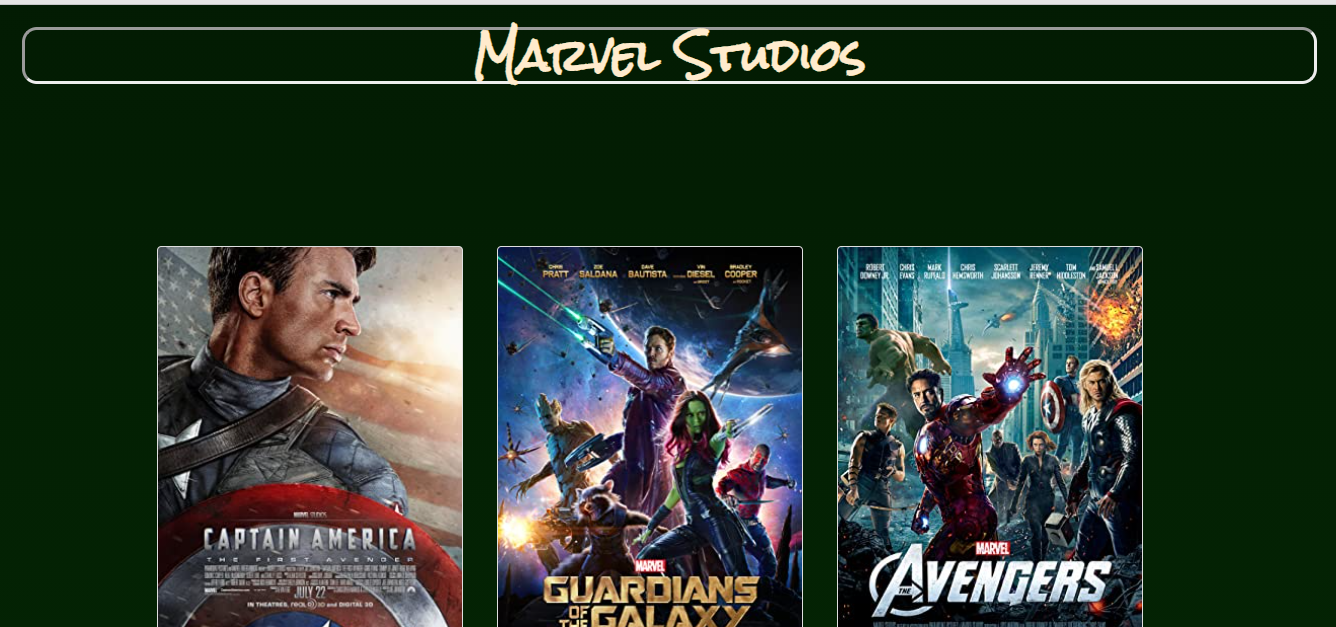 Marvel Studios
MARVEL STUDIOS
CAPTAIN AMERICA
THE FIRST AVENGER
JULY 22
IN THEATRES, REAL D 3D AND DIGITAL 3D
CHRIS PRATT
ZOE SALDANA
DAVE BAUTISTA
VIN DIESEL
BRADLEY COOPER
MARVEL
GUARDIANS
OF THE GALAXY
ROBERT DOWNEY JR.
CHRIS EVANS
MARK RUFFALO
CHRIS HEMSWORTH
SCARLETT JOHANSSON
JEREMY RENNER
TOM HIDDLESTON
AND SAMUEL L. JACKSON
MARVEL
THE AVENGERS